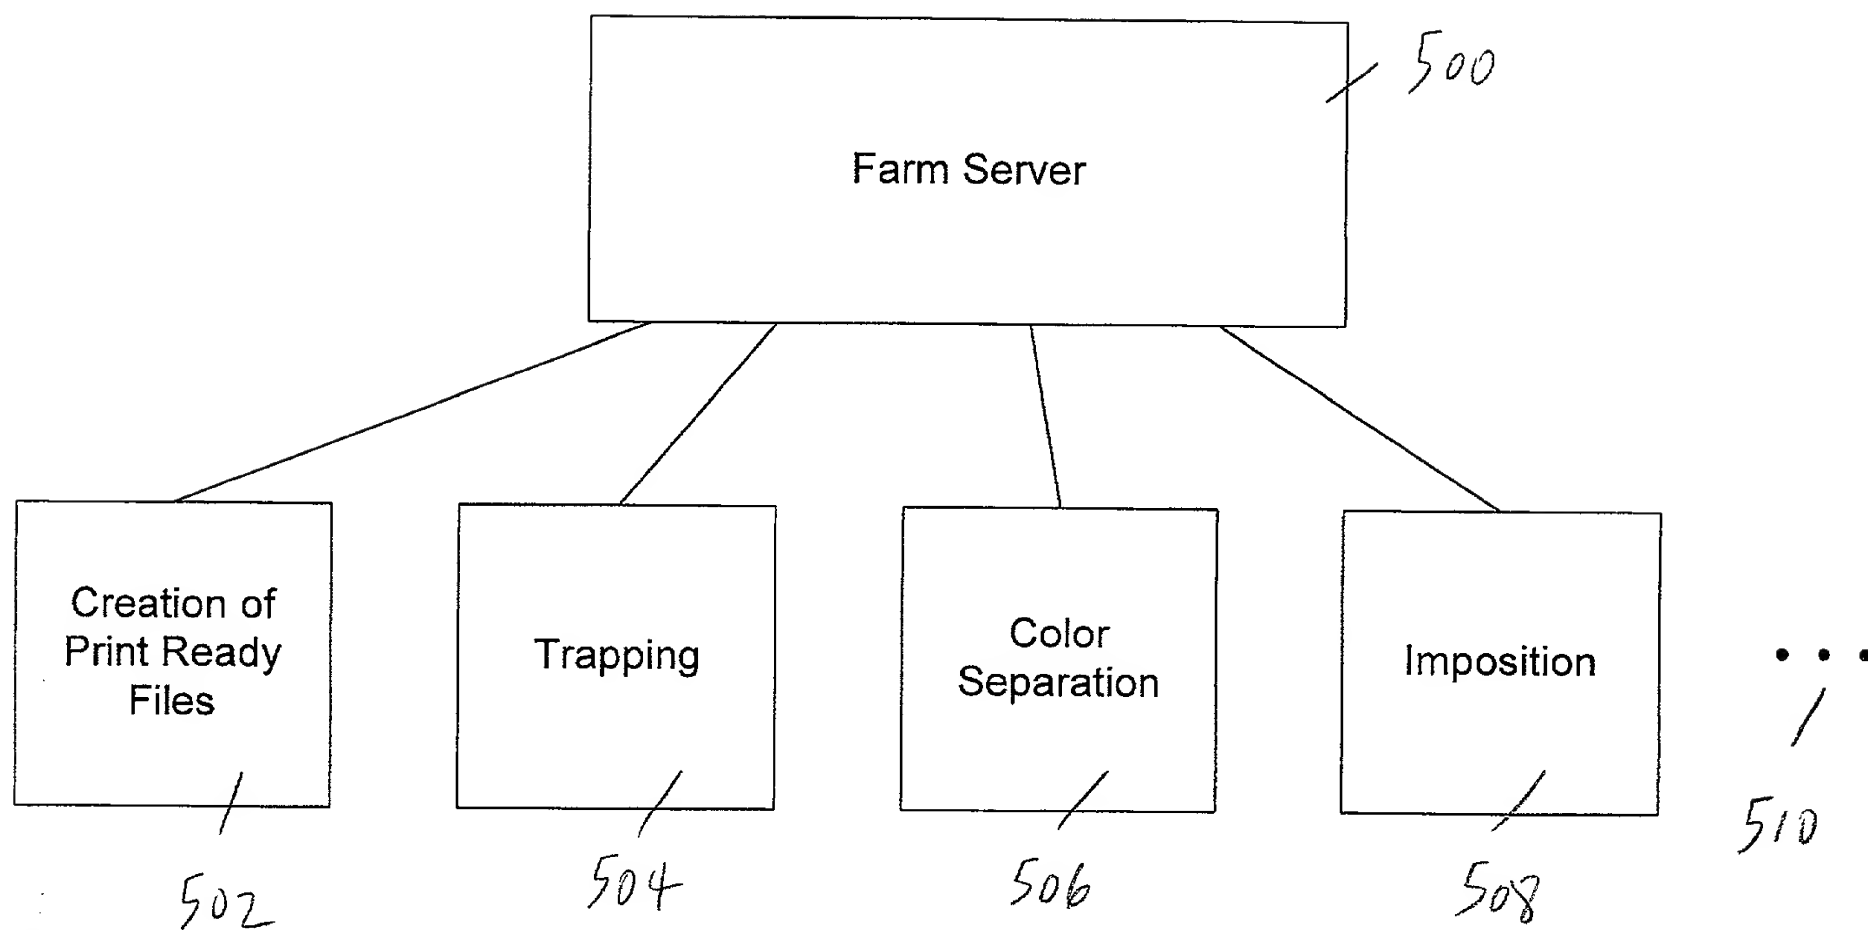 500
Farm Server
Creation of
Print Ready
Files
Trapping
Color
Separation
Imposition
...
502
504
506
508
510